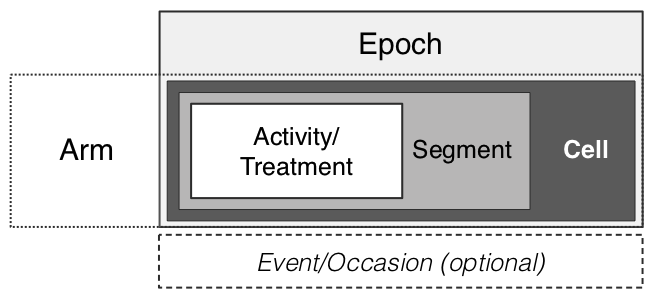 Epoch
Arm
Activity/
Treatment
Segment
Cell
Event/Occasion (optional)